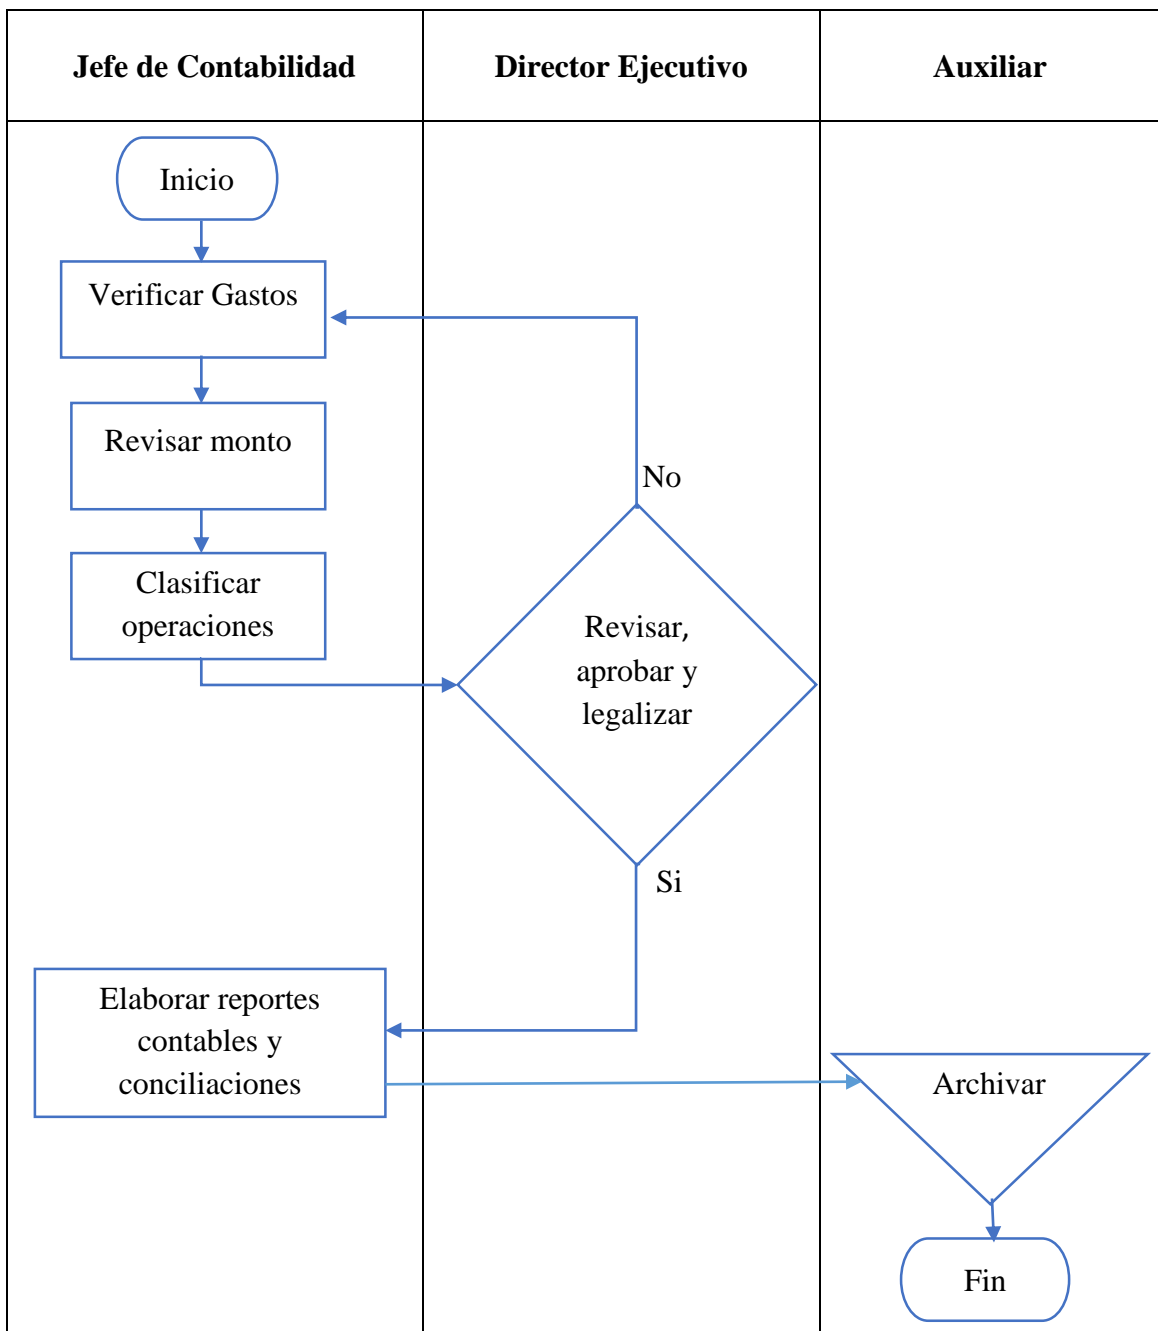 Jefe de Contabilidad
Director Ejecutivo
Auxiliar
Inicio
Verificar Gastos
Revisar monto
No
Clasificar
operaciones
Revisar,
aprobar y
legalizar
Si
Elaborar reportes
contables y
conciliaciones
Archivar
Fin